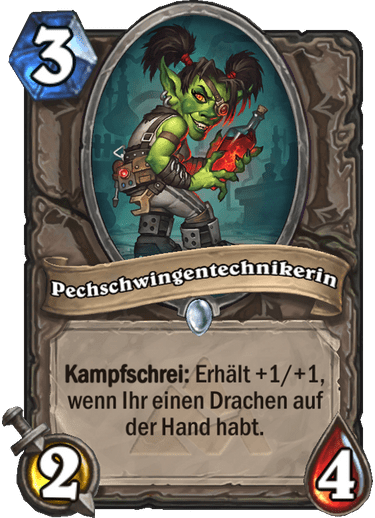 3
Pechschwingentechnikerin
Kampfschrei: Erhält +1/+1,
wenn Ihr einen Drachen auf
der Hand habt.
2
4